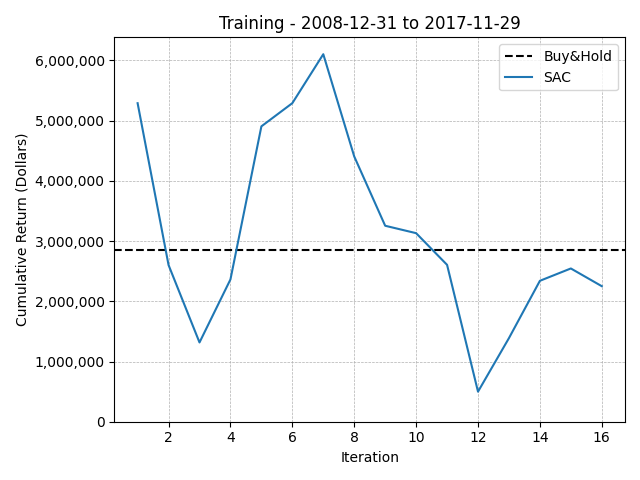 Training - 2008-12-31 to 2017-11-29
Buy&Hold
SAC
Cumulative Return (Dollars)
6,000,000
5,000,000
4,000,000
3,000,000
2,000,000
1,000,000
0
2 4 6 8 10 12 14 16
Iteration